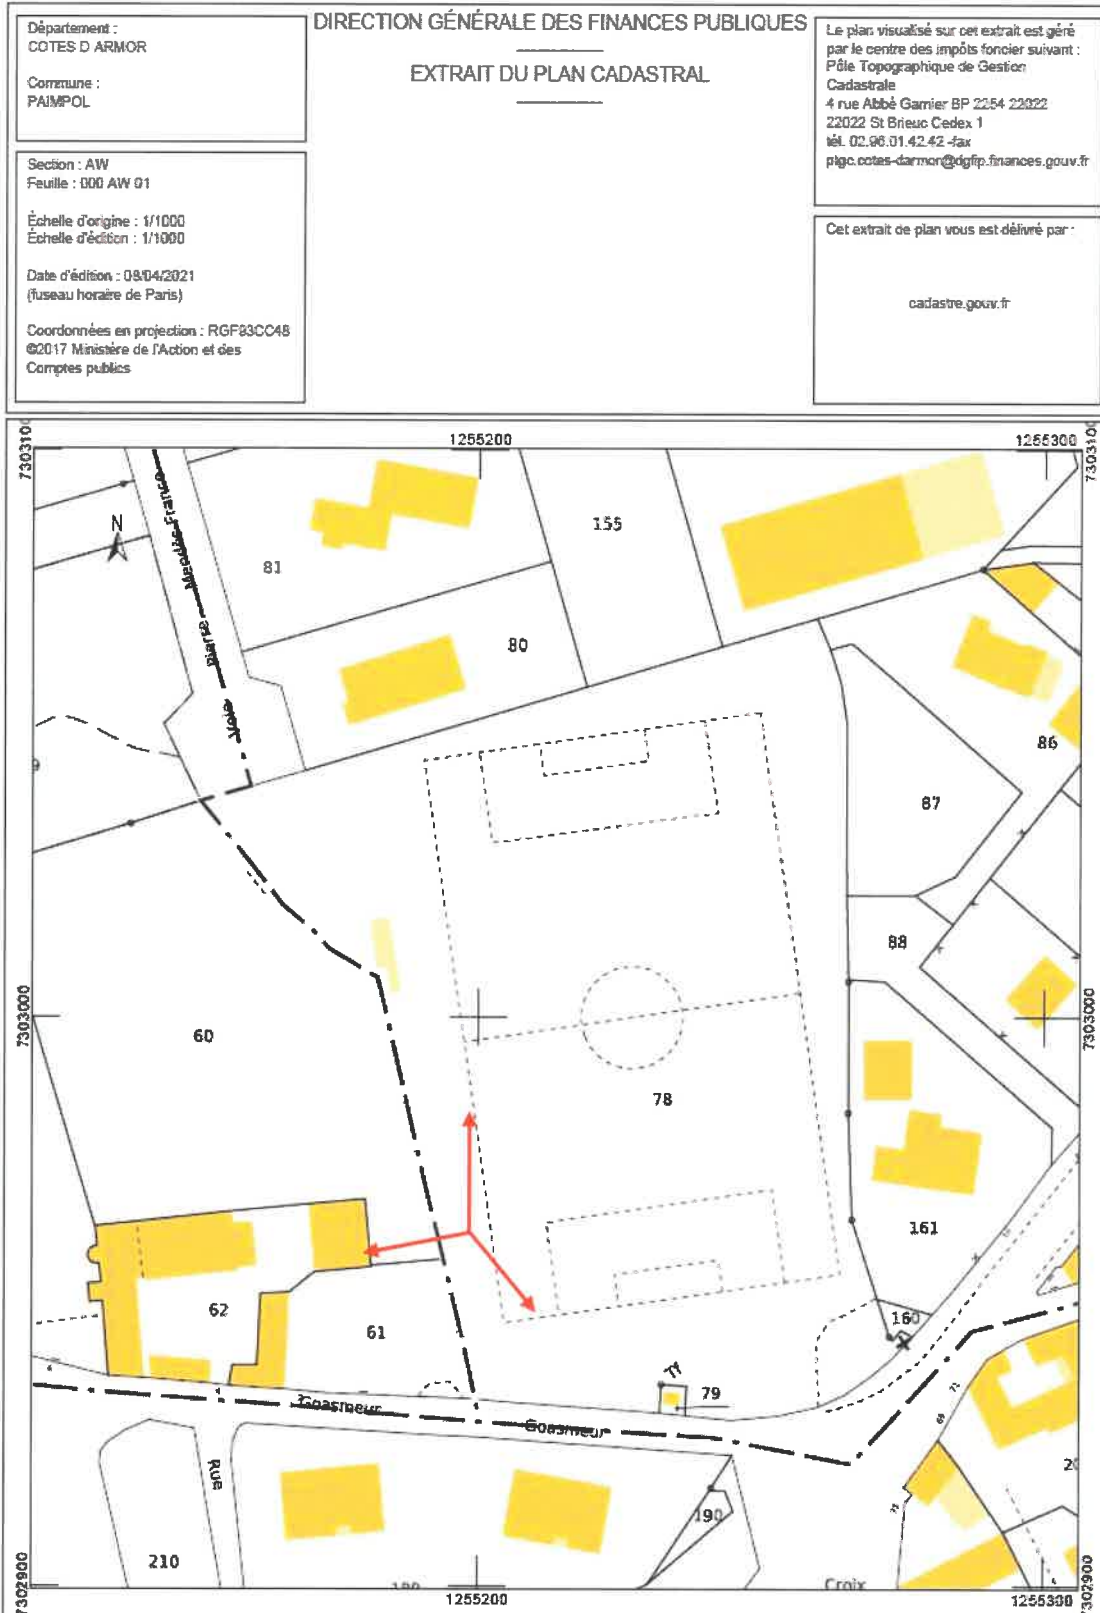 Département :
COTES D ARMOR
Commune :
PAIMPOL
Section : AW
Feuille : 000 AW 01
Échelle d'origine : 1/1000
Échelle d'édition : 1/1000
Date d'édition : 08/04/2021
(fuseau horaire de Paris)
Coordonnées en projection : RGF93CC48
©2017 Ministère de l'Action et des
Comptes publics
DIRECTION GÉNÉRALE DES FINANCES PUBLIQUES
EXTRAIT DU PLAN CADASTRAL
Le plan visualisé sur cet extrait est géré
par le centre des impôts foncier suivant :
Pôle Topographique de Gestion
Cadastrale
4 rue Abbé Garnier BP 2254 22022
22022 St Brieuc Cedex 1
tél. 02.96.01.42.42 -fax
ptgc.cotes-darmor@dgfip.finances.gouv.fr
Cet extrait de plan vous est délivré par :
cadastre.gouv.fr
1255200
1255300
7303100
7303100
N
Voie Pierre Mendès-France
155
81
80
86
87
9
88
7303000
7303000
60
78
161
62
61
160
77
79
Goasmeur
Goasmeur
Rue
71
69
190
210
Croix
7302900
7302900
1255200
1255300